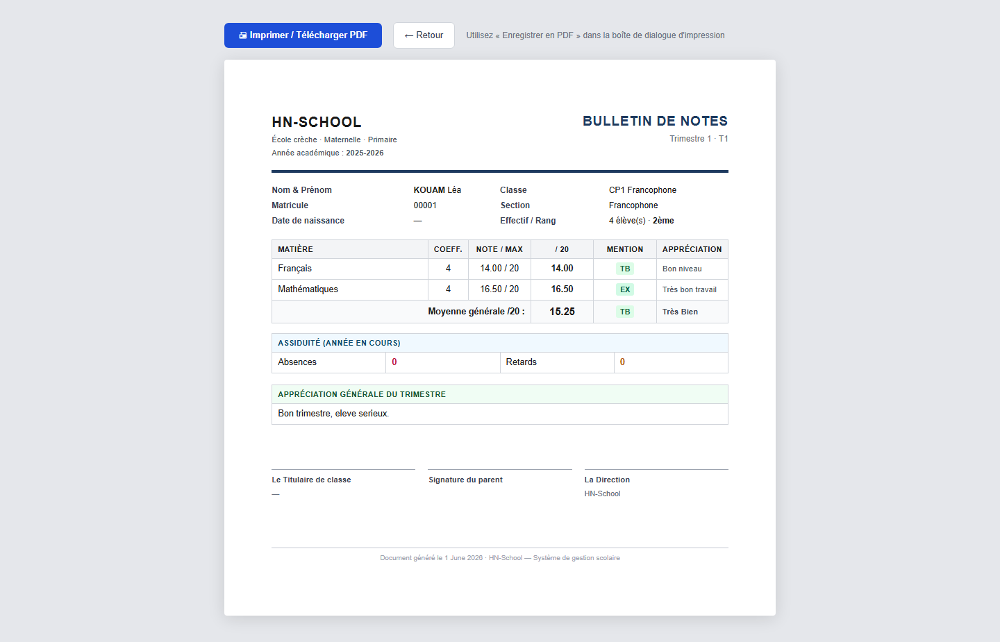 Imprimer / Télécharger PDF
← Retour
Utilisez « Enregistrer en PDF » dans la boîte de dialogue d'impression
HN-SCHOOL
BULLETIN DE NOTES
École crèche · Maternelle · Primaire
Trimestre 1 · T1
Année académique : 2025-2026
Nom & Prénom KOUAM Léa Classe CP1 Francophone
Matricule 00001 Section Francophone
Date de naissance — Effectif / Rang 4 élève(s) · 2ème
MATIÈRE COEFF. NOTE / MAX / 20 MENTION APPRÉCIATION
Français 4 14.00 / 20 14.00 TB Bon niveau
Mathématiques 4 16.50 / 20 16.50 EX Très bon travail
Moyenne générale /20 : 15.25 TB Très Bien
ASSIDUITÉ (ANNÉE EN COURS)
Absences 0 Retards 0
APPRÉCIATION GÉNÉRALE DU TRIMESTRE
Bon trimestre, eleve serieux.
Le Titulaire de classe Signature du parent La Direction
— HN-School
Document généré le 1 June 2026 · HN-School — Système de gestion scolaire